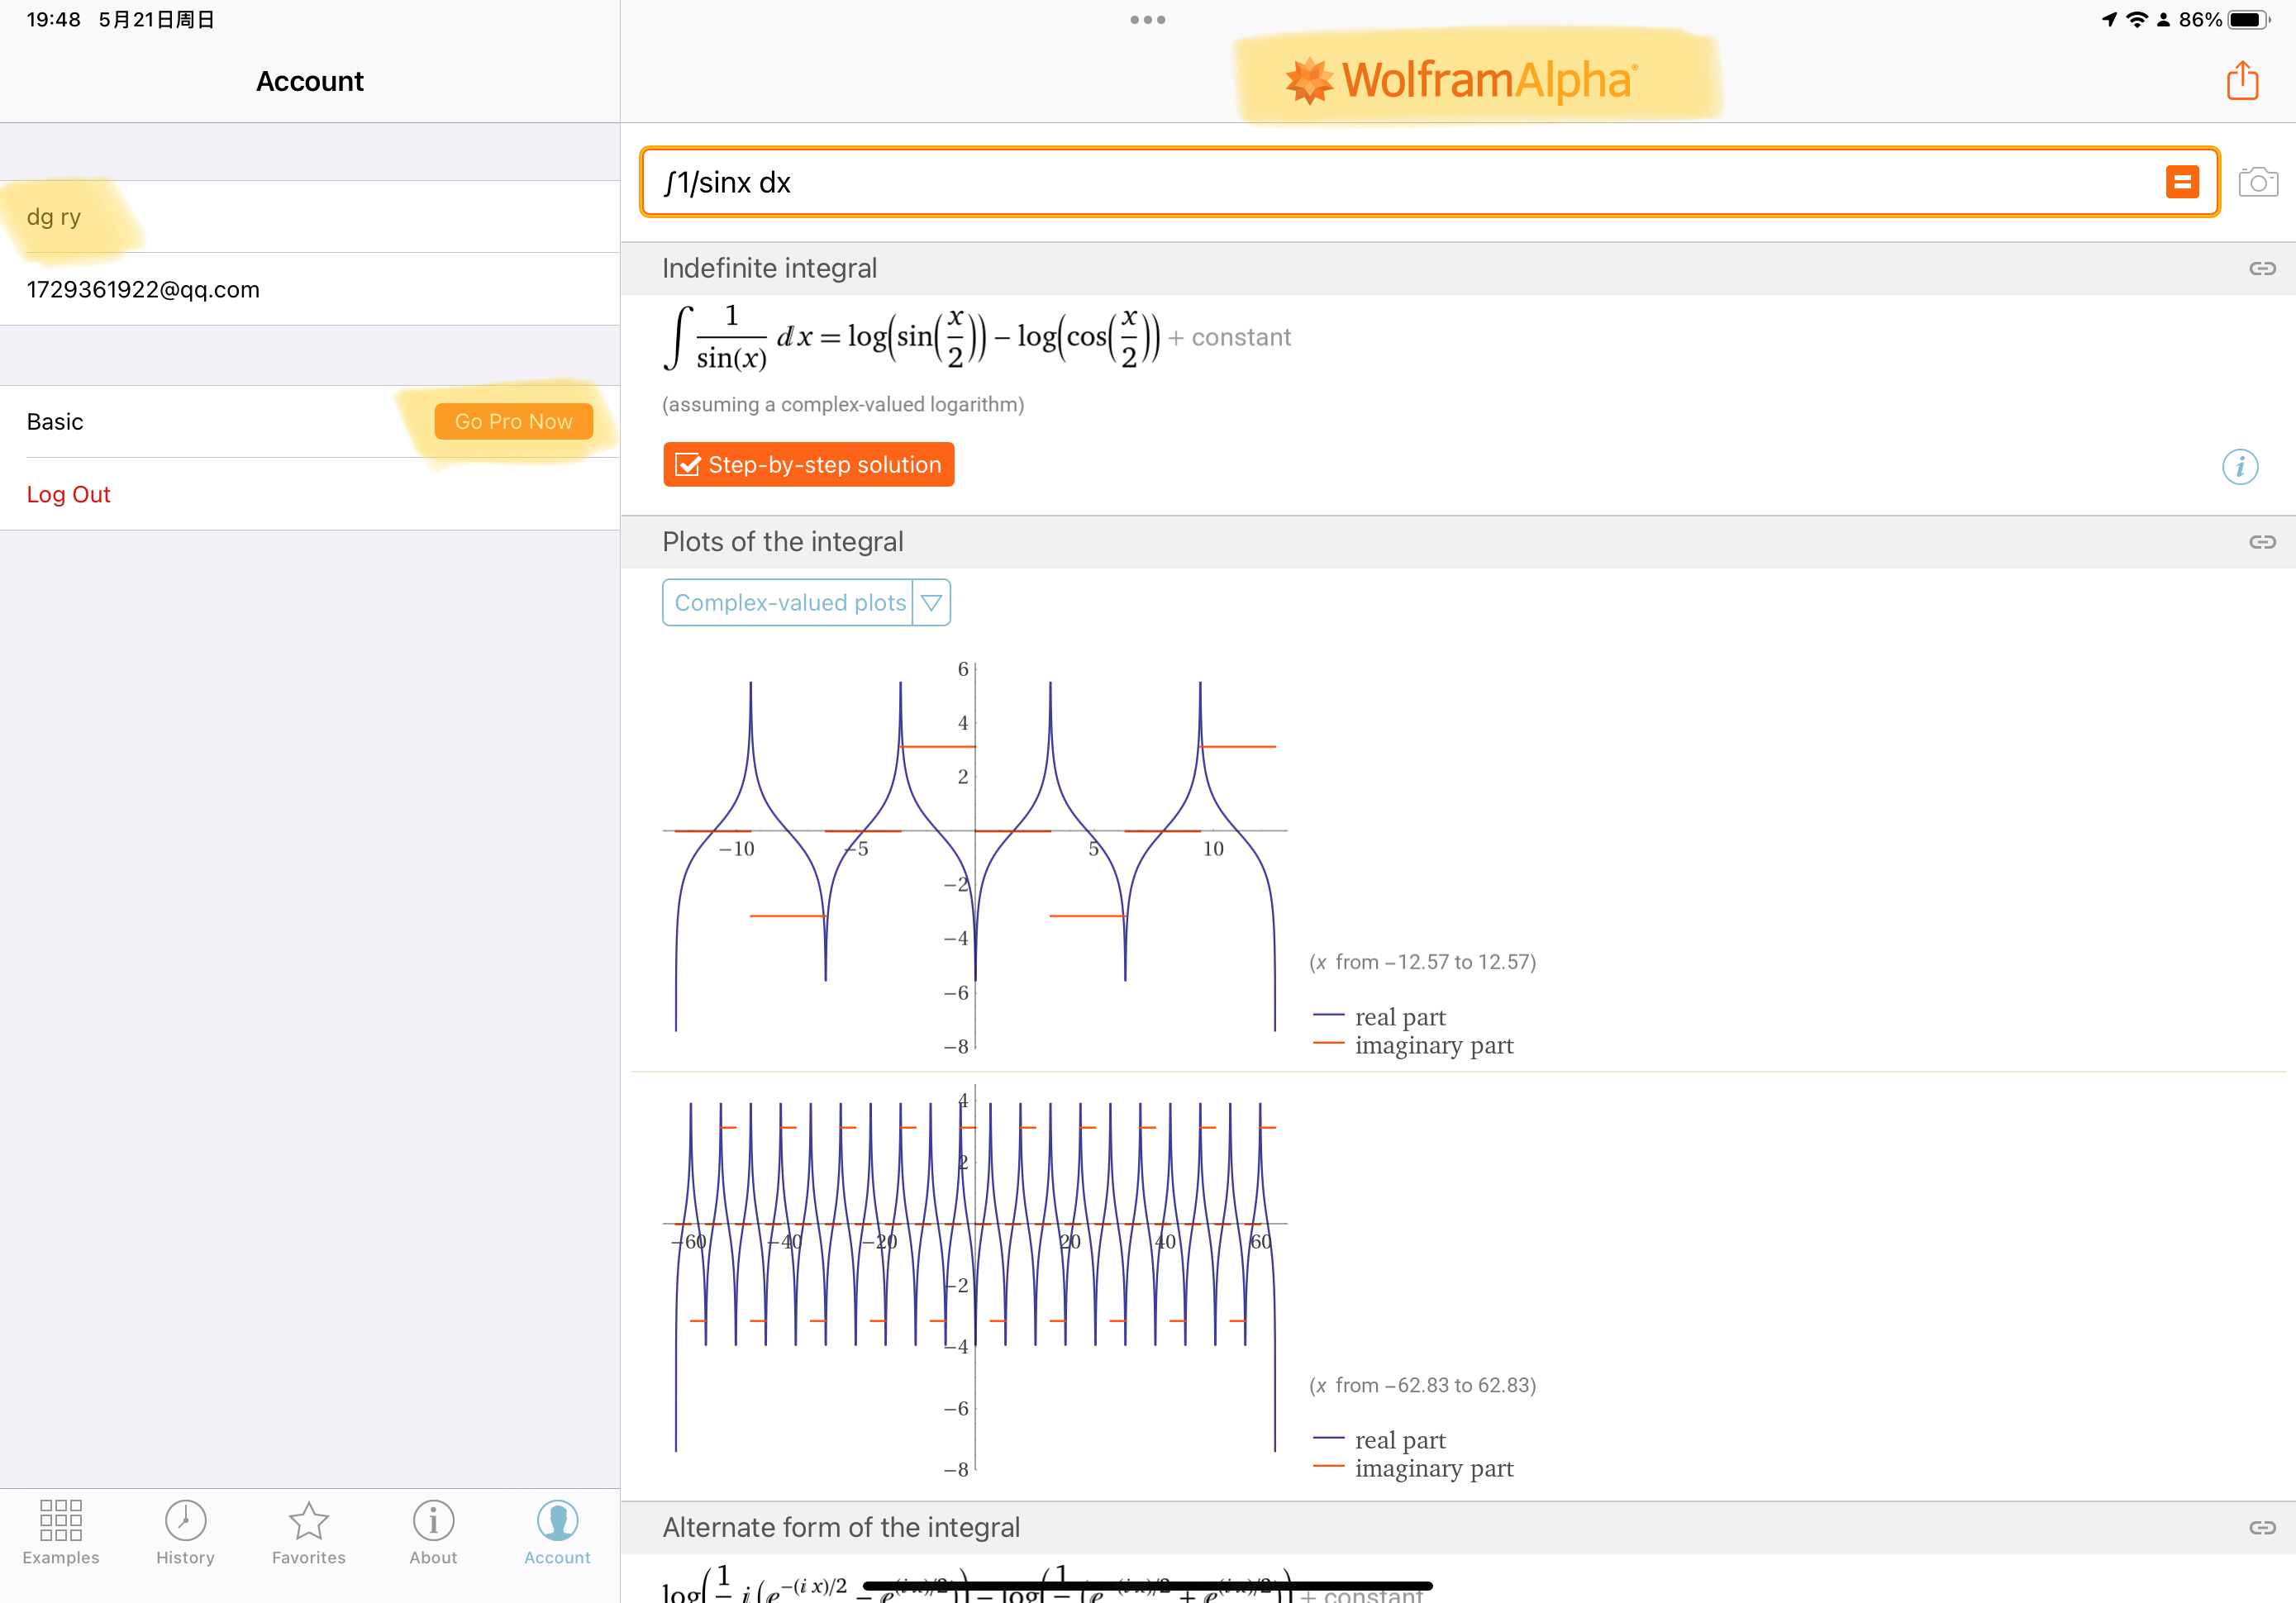 19:48 5月21日周日
86%
Account
WolframAlpha
dg ry
1729361922@qq.com
Basic
Go Pro Now
Log Out
Examples
History
Favorites
About
Account
∫1/sinx dx
Indefinite integral
∫ 1/sin(x) dx = log(sin(x/2)) − log(cos(x/2)) + constant
(assuming a complex-valued logarithm)
Step-by-step solution
Plots of the integral
Complex-valued plots
6
4
2
−10 −5 5 10
−2
−4
−6
−8
(x from −12.57 to 12.57)
real part
imaginary part
4
2
−60 −40 −20 20 40 60
−2
−4
−6
−8
(x from −62.83 to 62.83)
real part
imaginary part
Alternate form of the integral
+ constant